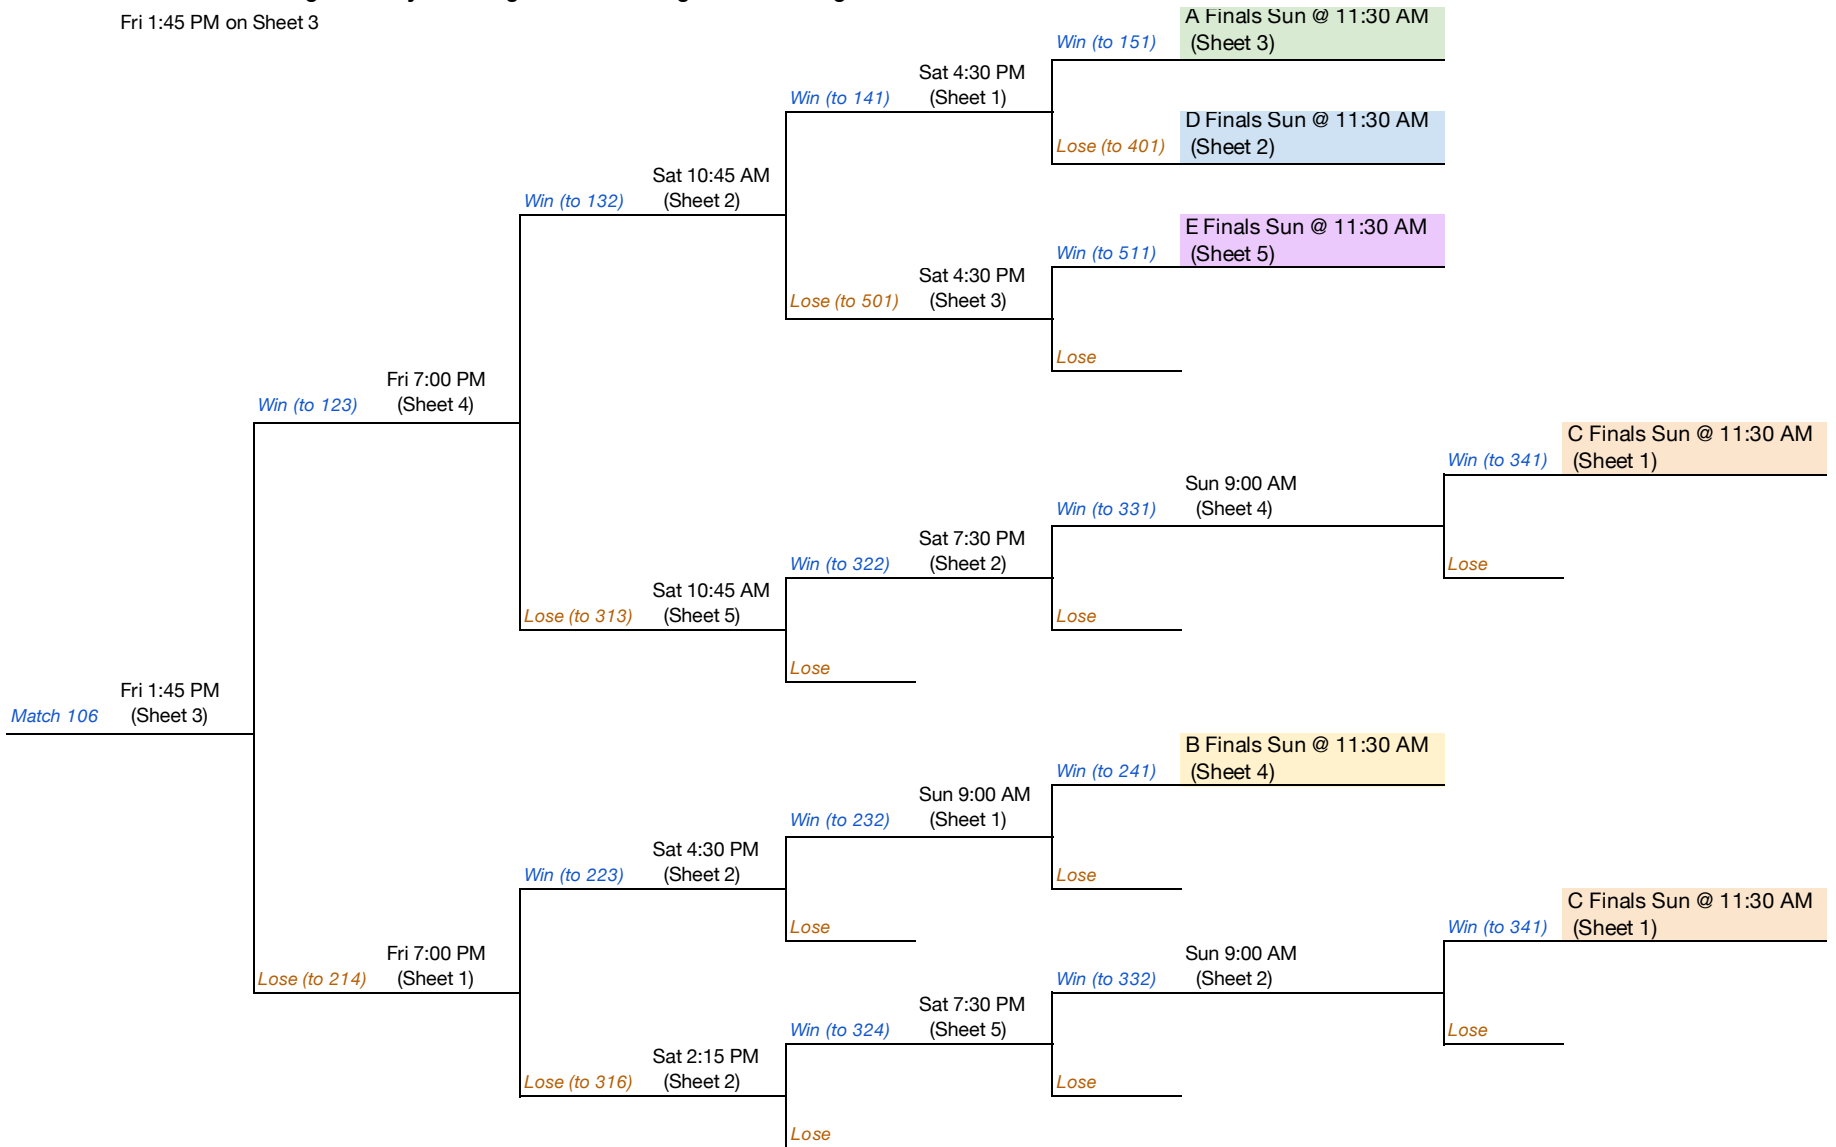 Fri 1:45 PM on Sheet 3
A Finals Sun @ 11:30 AM
Win (to 151)
(Sheet 3)
Sat 4:30 PM
Win (to 141)
(Sheet 1)
D Finals Sun @ 11:30 AM
Lose (to 401)
(Sheet 2)
Sat 10:45 AM
Win (to 132)
(Sheet 2)
E Finals Sun @ 11:30 AM
Win (to 511)
(Sheet 5)
Sat 4:30 PM
Lose (to 501)
(Sheet 3)
Lose
Fri 7:00 PM
Win (to 123)
(Sheet 4)
C Finals Sun @ 11:30 AM
Win (to 341)
(Sheet 1)
Sun 9:00 AM
Win (to 331)
(Sheet 4)
Sat 7:30 PM
Win (to 322)
(Sheet 2)
Lose
Sat 10:45 AM
Lose (to 313)
(Sheet 5)
Lose
Lose
Fri 1:45 PM
Match 106
(Sheet 3)
B Finals Sun @ 11:30 AM
Win (to 241)
(Sheet 4)
Sun 9:00 AM
Win (to 232)
(Sheet 1)
Sat 4:30 PM
Win (to 223)
(Sheet 2)
Lose
C Finals Sun @ 11:30 AM
Win (to 341)
(Sheet 1)
Lose
Fri 7:00 PM
Lose (to 214)
(Sheet 1)
Sun 9:00 AM
Win (to 332)
(Sheet 2)
Sat 7:30 PM
Win (to 324)
(Sheet 5)
Lose
Sat 2:15 PM
Lose (to 316)
(Sheet 2)
Lose
Lose